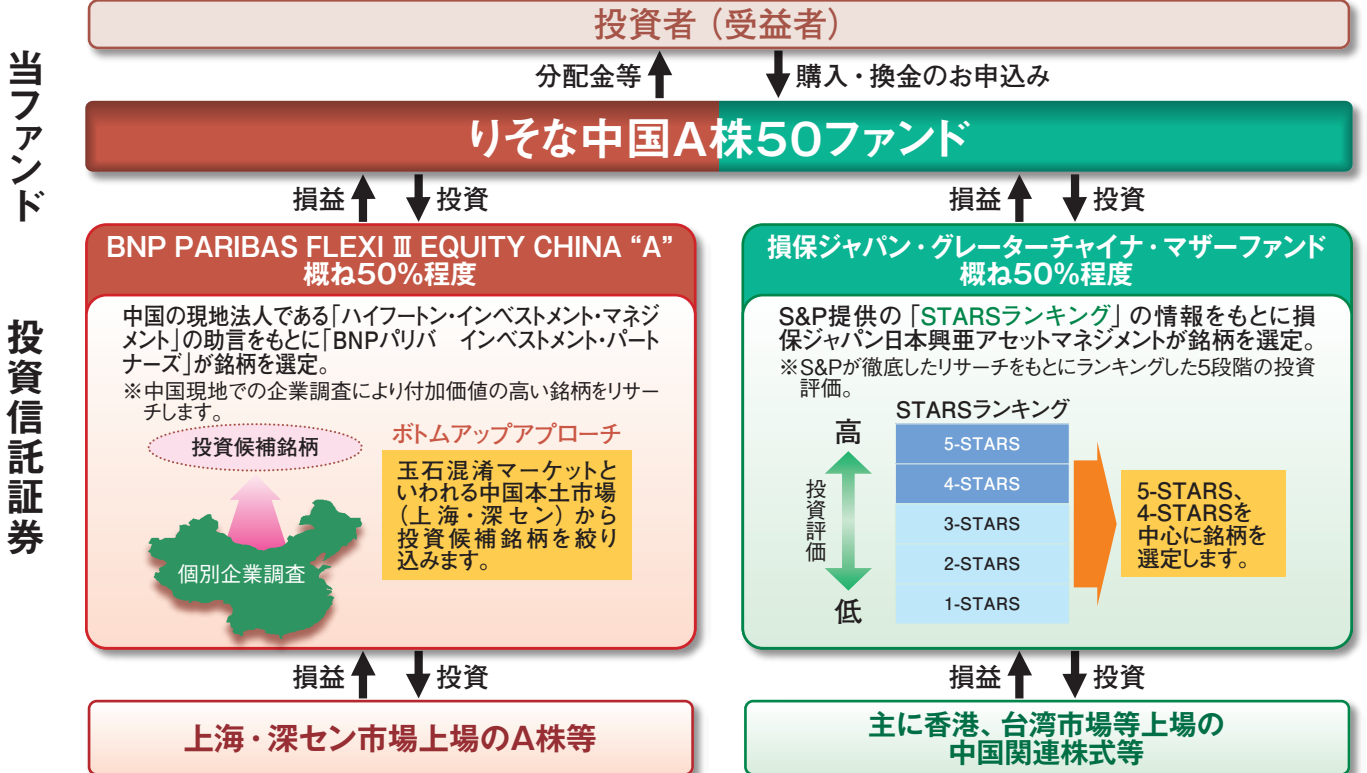 投資者（受益者）
分配金等
購入・換金のお申込み
当ファンド
りそな中国A株50ファンド
損益
投資
損益
投資
投資信託証券
BNP PARIBAS FLEXI Ⅲ EQUITY CHINA “A”
概ね50%程度
中国の現地法人である「ハイフートン・インベストメント・マネジ
メント」の助言をもとに「BNPパリバ　インベストメント・パート
ナーズ」が銘柄を選定。
※中国現地での企業調査により付加価値の高い銘柄をリサー
チします。
投資候補銘柄
個別企業調査
ボトムアップアプローチ
玉石混淆マーケットと
いわれる中国本土市場
（上海・深セン）から
投資候補銘柄を絞り
込みます。
損保ジャパン・グレーターチャイナ・マザーファンド
概ね50%程度
S&P提供の「STARSランキング」の情報をもとに損
保ジャパン日本興亜アセットマネジメントが銘柄を選定。
※S&Pが徹底したリサーチをもとにランキングした5段階の投資
評価。
STARSランキング
高
投資評価
低
5-STARS
4-STARS
3-STARS
2-STARS
1-STARS
5-STARS、
4-STARSを
中心に銘柄を
選定します。
損益
投資
損益
投資
上海・深セン市場上場のA株等
主に香港、台湾市場等上場の
中国関連株式等